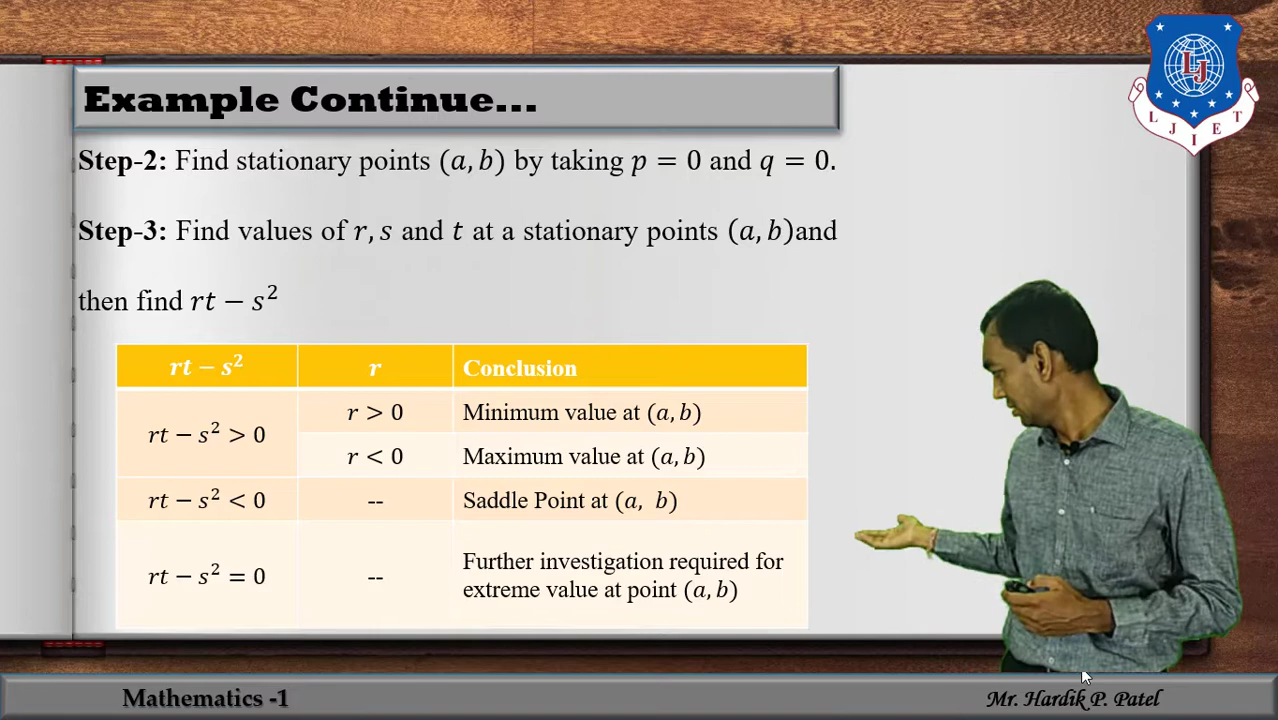 Example Continue...
Step-2: Find stationary points (a, b) by taking p = 0 and q = 0.
Step-3: Find values of r, s and t at a stationary points (a, b)and
then find rt − s²
rt − s² r Conclusion
rt − s² > 0 r > 0 Minimum value at (a, b)
r < 0 Maximum value at (a, b)
rt − s² < 0 -- Saddle Point at (a, b)
rt − s² = 0 -- Further investigation required for
extreme value at point (a, b)
LJ
L J I E T
Mathematics -1
Mr. Hardik P. Patel